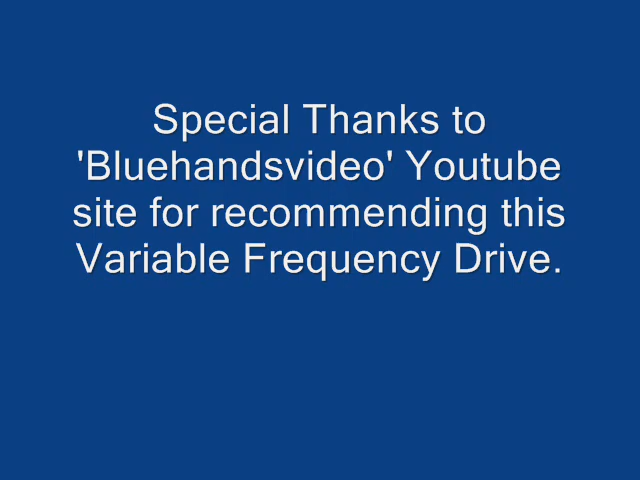 Special Thanks to
'Bluehandsvideo' Youtube
site for recommending this
Variable Frequency Drive.